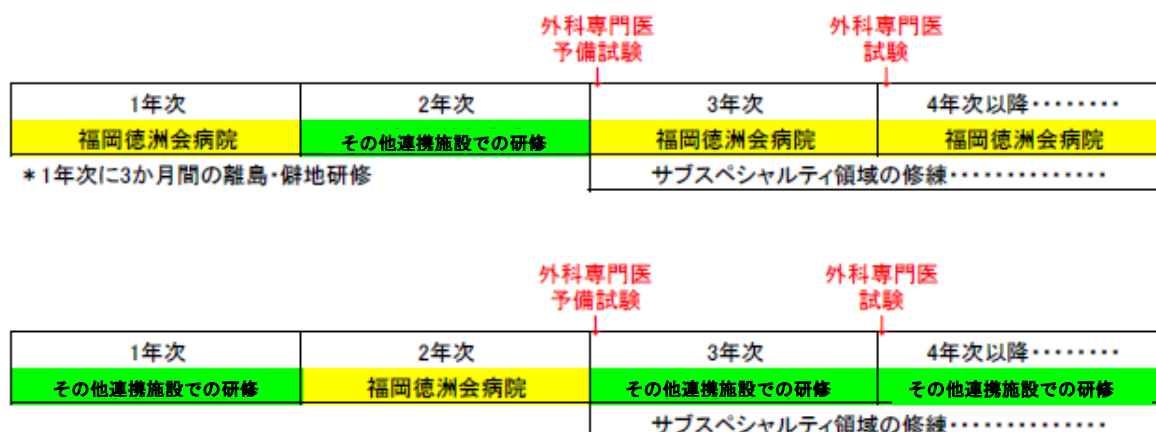 外科専門医 外科専門医
予備試験 試験
↓ ↓
1年次 2年次 3年次 4年次以降········
福岡徳洲会病院 その他連携施設での研修 福岡徳洲会病院 福岡徳洲会病院
*1年次に3か月間の離島・僻地研修 サブスペシャルティ領域の修練··············
外科専門医 外科専門医
予備試験 試験
↓ ↓
1年次 2年次 3年次 4年次以降········
その他連携施設での研修 福岡徳洲会病院 その他連携施設での研修 その他連携施設での研修
サブスペシャルティ領域の修練··············